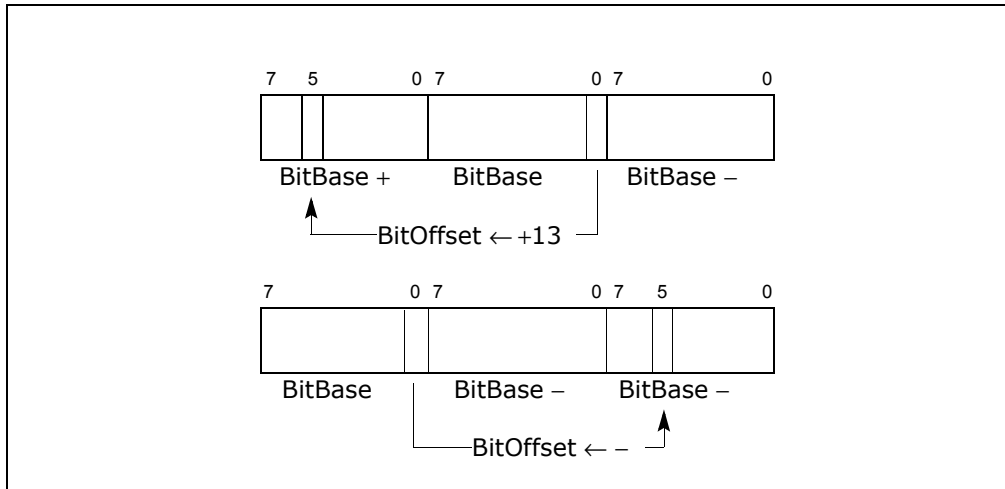 7 5 0 7 0 7 0
BitBase + BitBase BitBase −
BitOffset ← +13
7 0 7 0 7 5 0
BitBase BitBase − BitBase −
BitOffset ← −